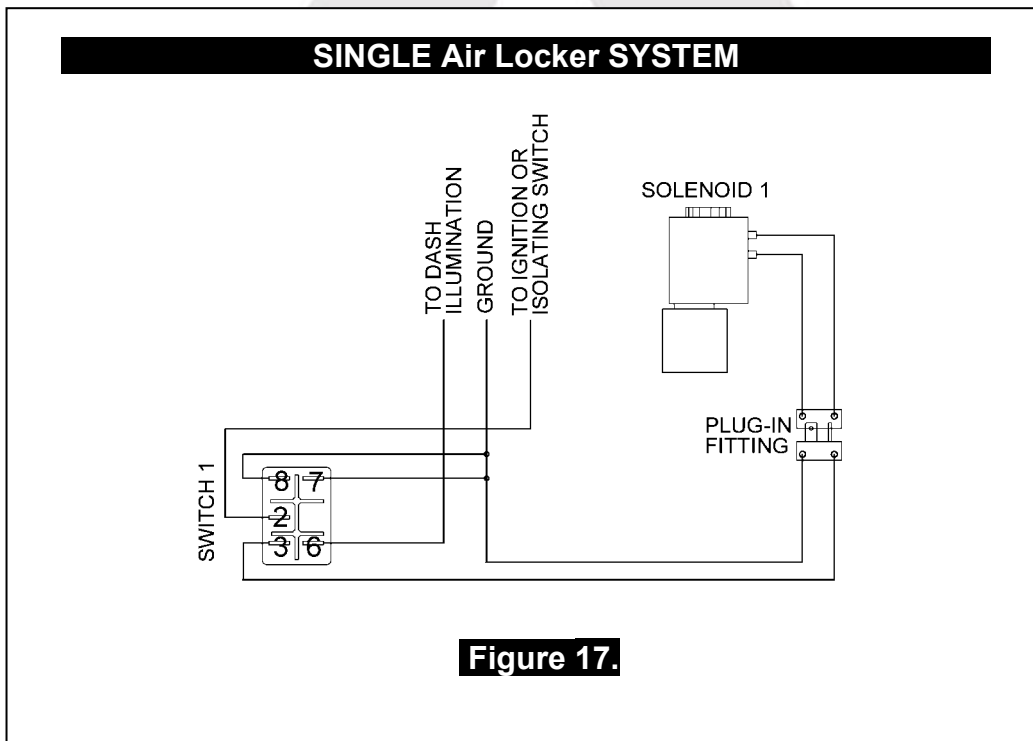 SINGLE Air Locker SYSTEM
TO DASH
ILLUMINATION
GROUND
TO IGNITION OR
ISOLATING SWITCH
SOLENOID 1
PLUG-IN
FITTING
SWITCH 1
8 7
2
3 6
Figure 17.